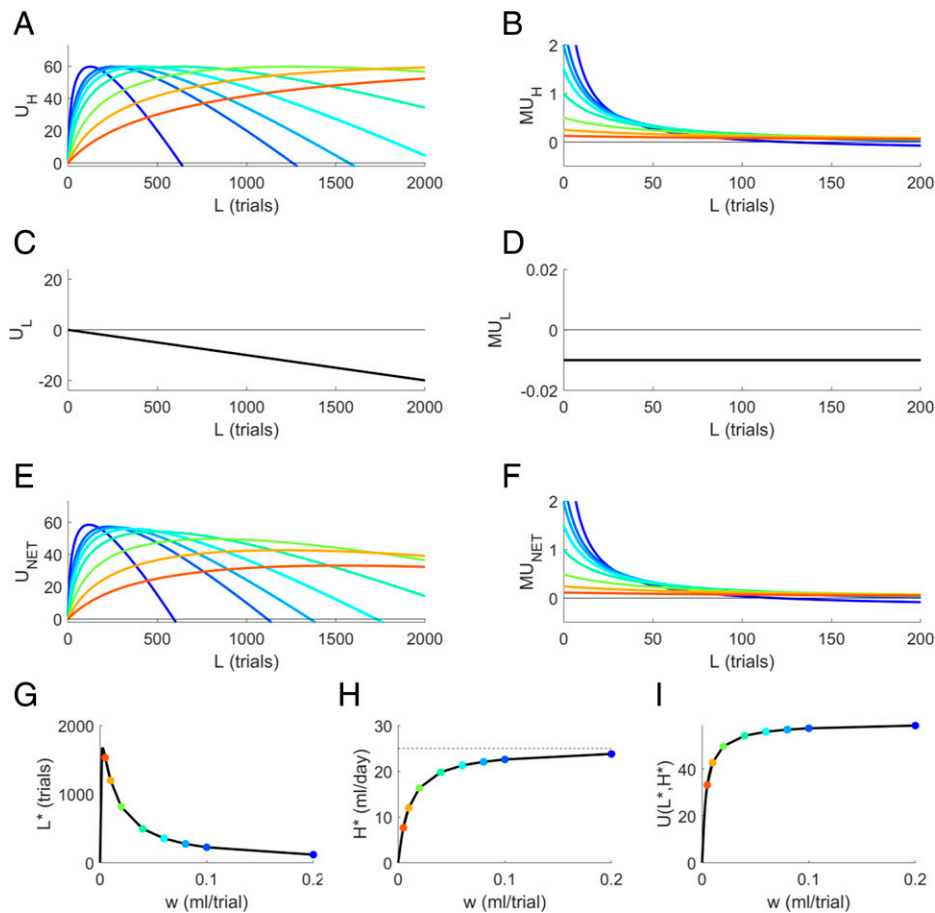 A
B
60
40
20
0
U_H
0 500 1000 1500 2000
L (trials)
2
1
0
MU_H
0 50 100 150 200
L (trials)
C
D
20
0
-20
U_L
0 500 1000 1500 2000
L (trials)
0.02
0
-0.02
MU_L
0 50 100 150 200
L (trials)
E
F
60
40
20
0
U_NET
0 500 1000 1500 2000
L (trials)
2
1
0
MU_NET
0 50 100 150 200
L (trials)
G
H
I
2000
1000
0
L* (trials)
0 0.1 0.2
w (ml/trial)
30
20
10
0
H* (ml/day)
0 0.1 0.2
w (ml/trial)
40
20
0
U(L*,H*)
0 0.1 0.2
w (ml/trial)